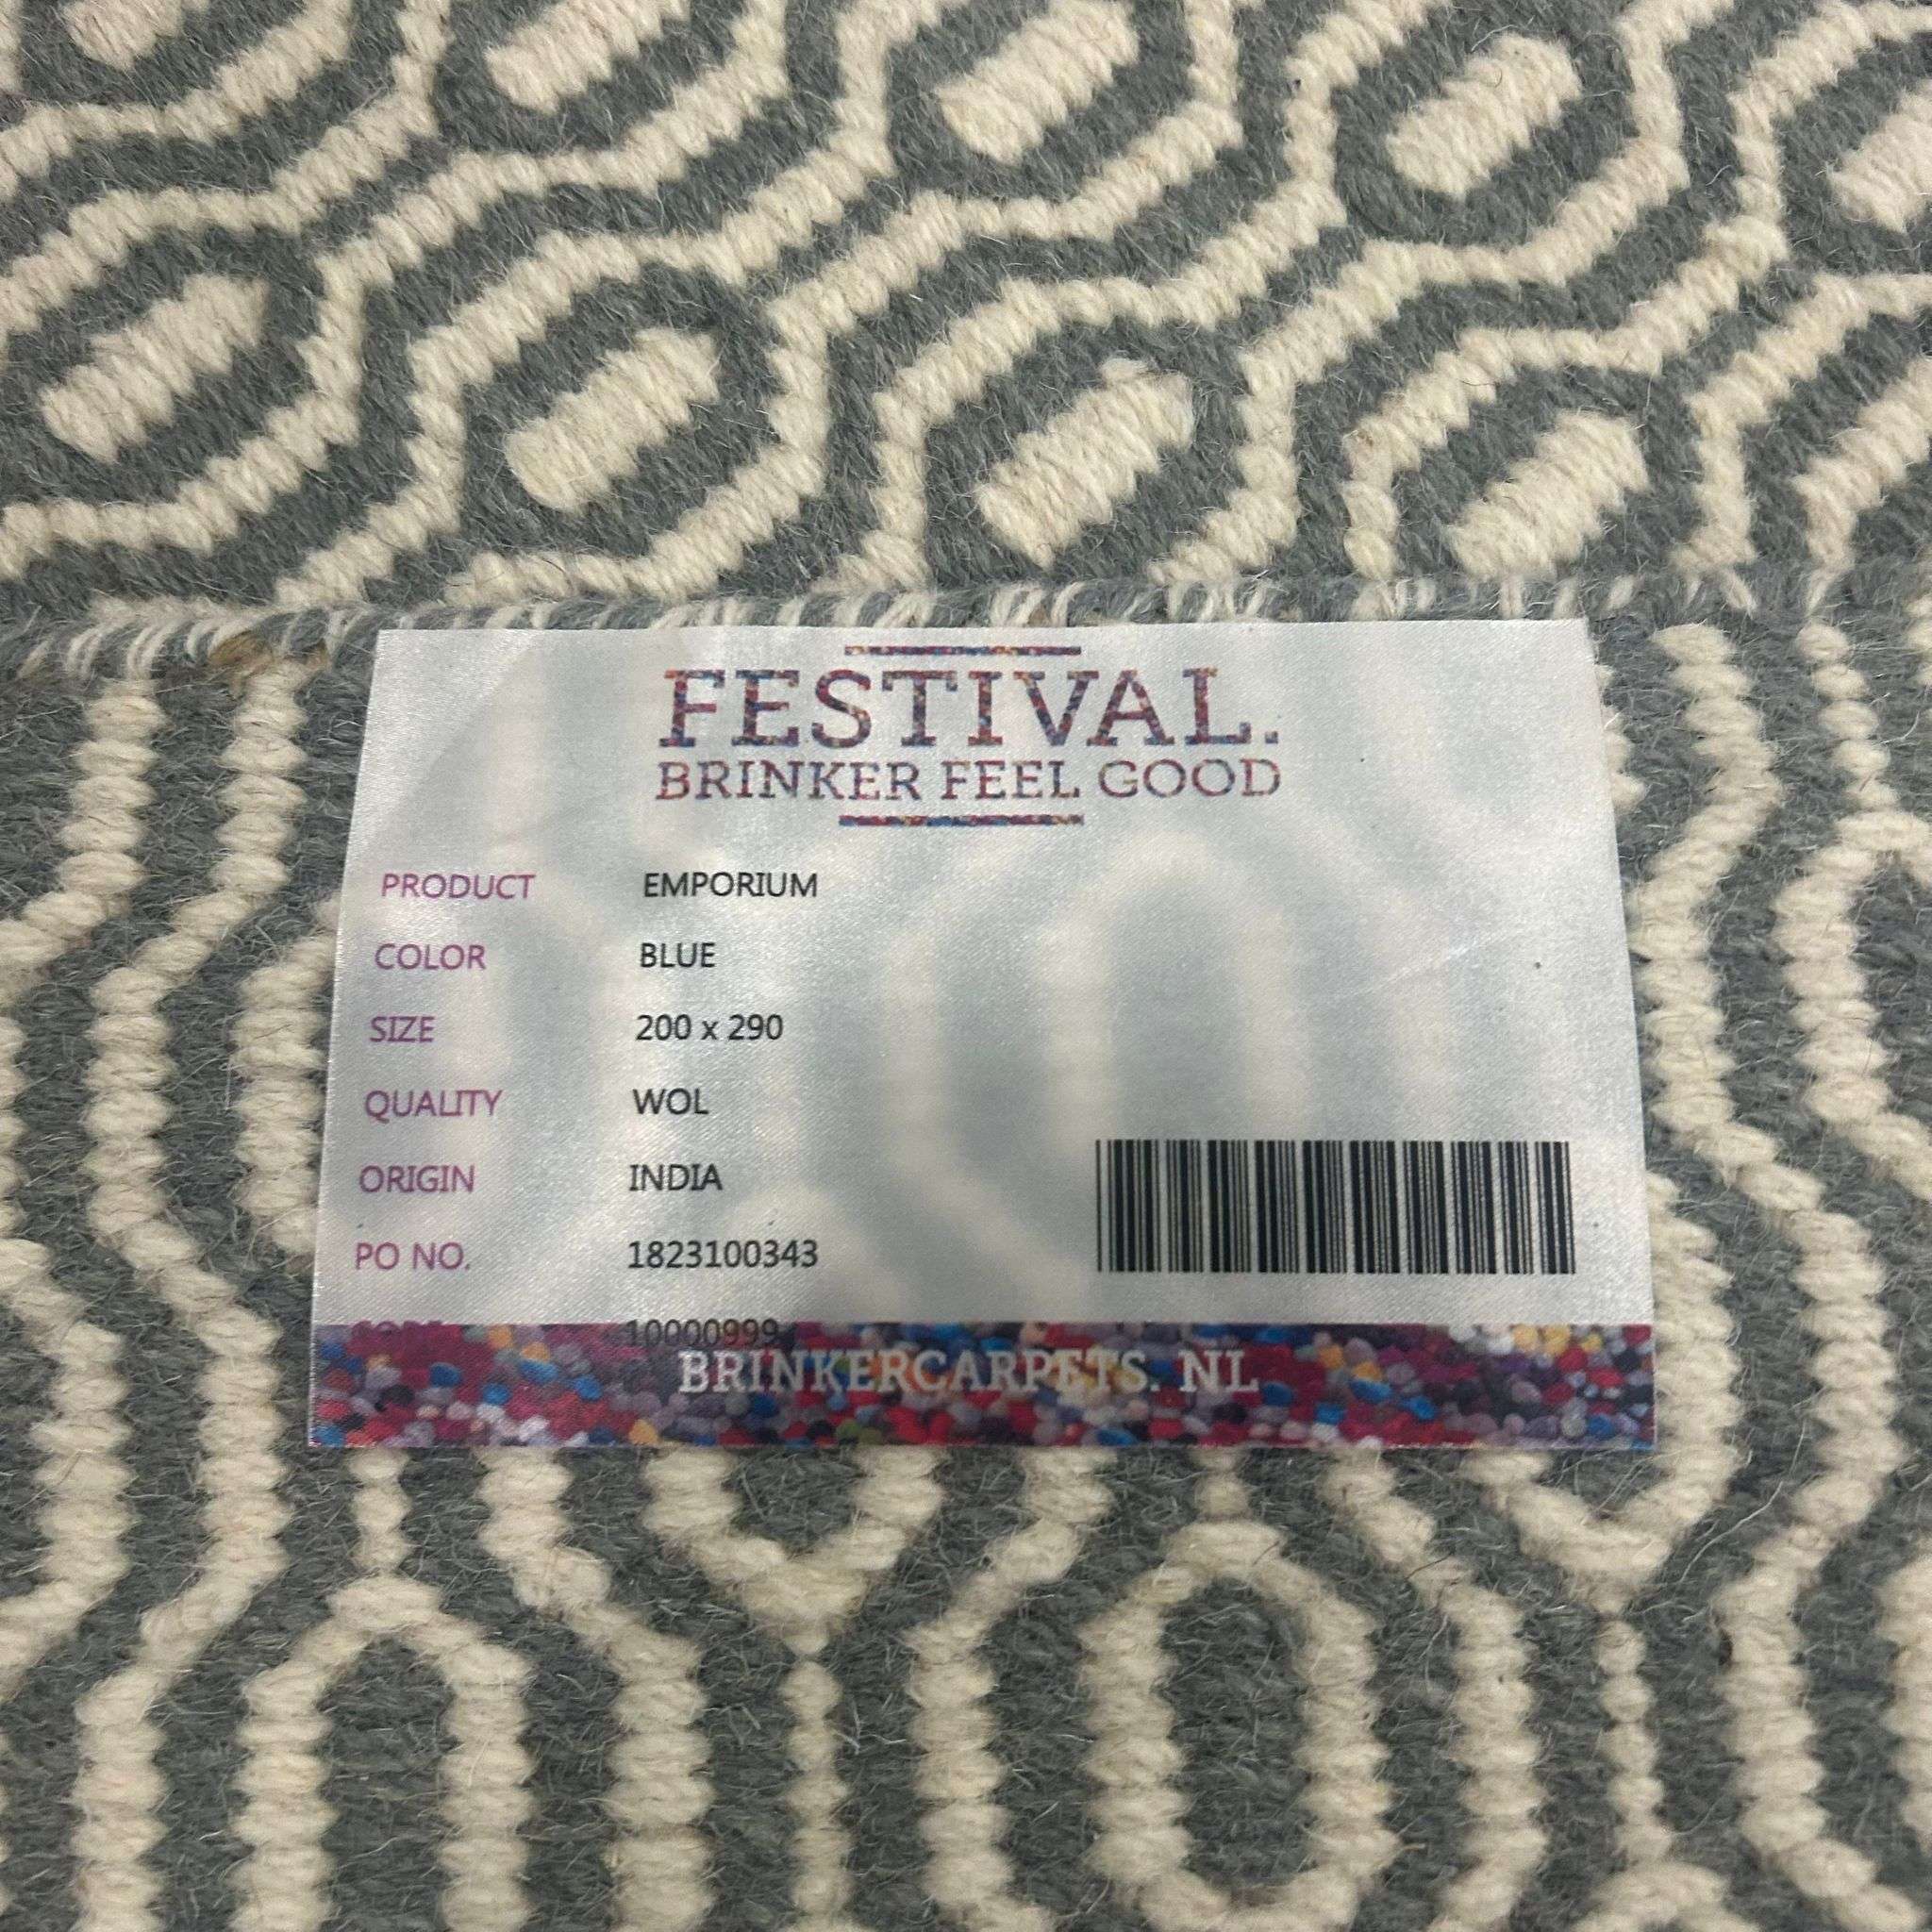 FESTIVAL.
BRINKER FEEL GOOD
PRODUCT EMPORIUM
COLOR BLUE
SIZE 200 x 290
QUALITY WOL
ORIGIN INDIA
PO NO. 1823100343
CODE 10000999
BRINKERCARPETS. NL